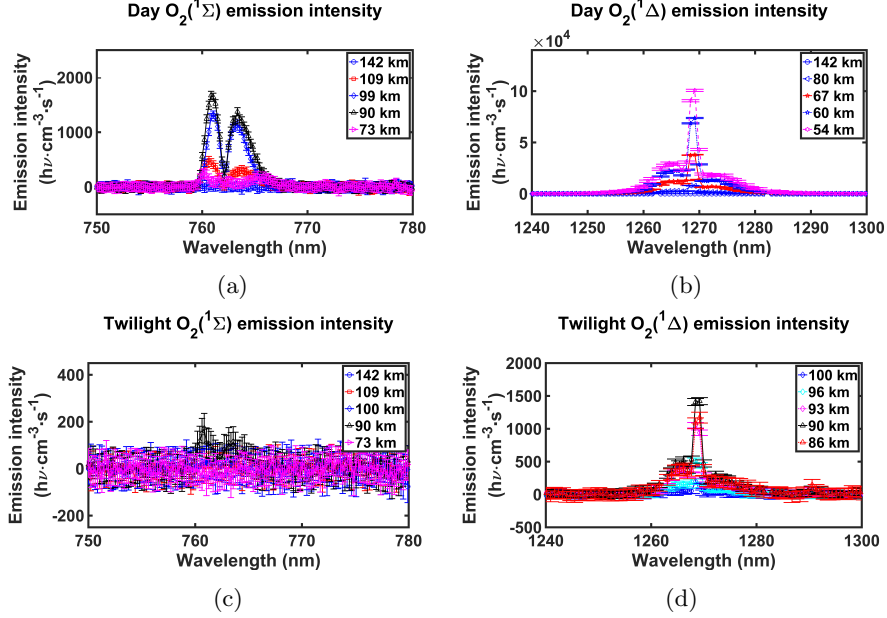 Day O₂(¹Σ) emission intensity
Emission intensity
(hν·cm⁻³·s⁻¹)
2000
1000
0
142 km
109 km
99 km
90 km
73 km
750 760 770 780
Wavelength (nm)
(a)
Day O₂(¹Δ) emission intensity
×10⁴
Emission intensity
(hν·cm⁻³·s⁻¹)
10
5
0
142 km
80 km
67 km
60 km
54 km
1240 1250 1260 1270 1280 1290 1300
Wavelength (nm)
(b)
Twilight O₂(¹Σ) emission intensity
Emission intensity
(hν·cm⁻³·s⁻¹)
400
200
0
-200
142 km
109 km
100 km
90 km
73 km
750 760 770 780
Wavelength (nm)
(c)
Twilight O₂(¹Δ) emission intensity
Emission intensity
(hν·cm⁻³·s⁻¹)
2000
1500
1000
500
0
-500
100 km
96 km
93 km
90 km
86 km
1240 1260 1280 1300
Wavelength (nm)
(d)